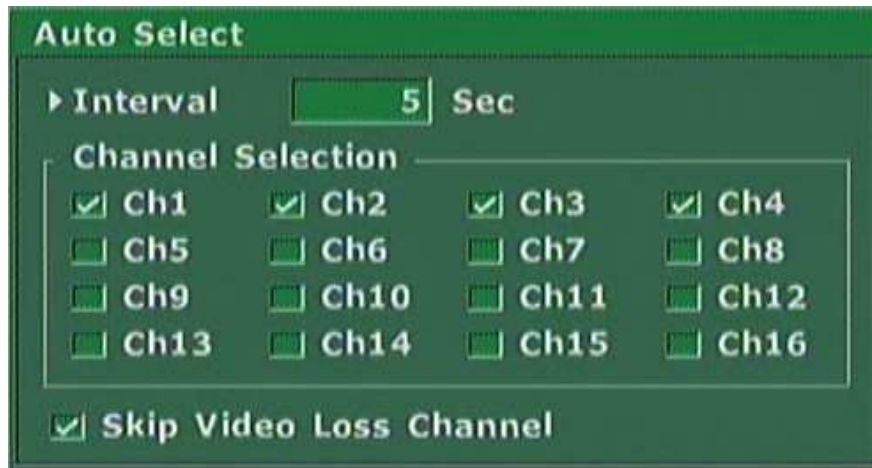 Auto Select
Interval 5 Sec
Channel Selection
Ch1 Ch2 Ch3 Ch4
Ch5 Ch6 Ch7 Ch8
Ch9 Ch10 Ch11 Ch12
Ch13 Ch14 Ch15 Ch16
Skip Video Loss Channel